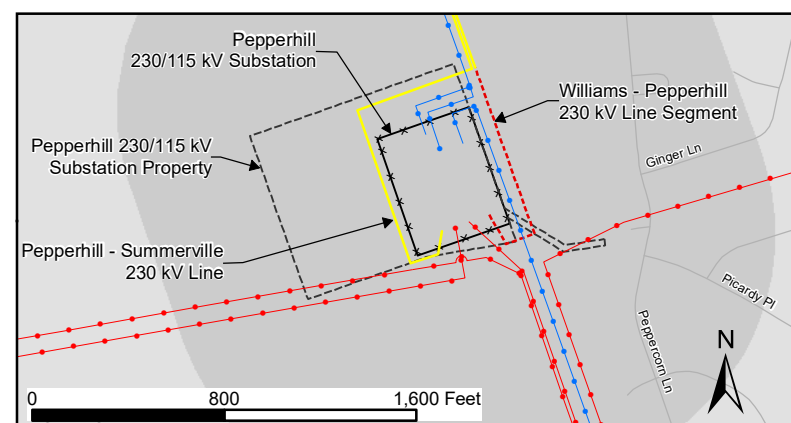 Pepperhill
230/115 kV Substation
Williams - Pepperhill
230 kV Line Segment
Pepperhill 230/115 kV
Substation Property
Ginger Ln
Pepperhill - Summerville
230 kV Line
Picardy Pl
Peppercorn Ln
N
0 800 1,600 Feet